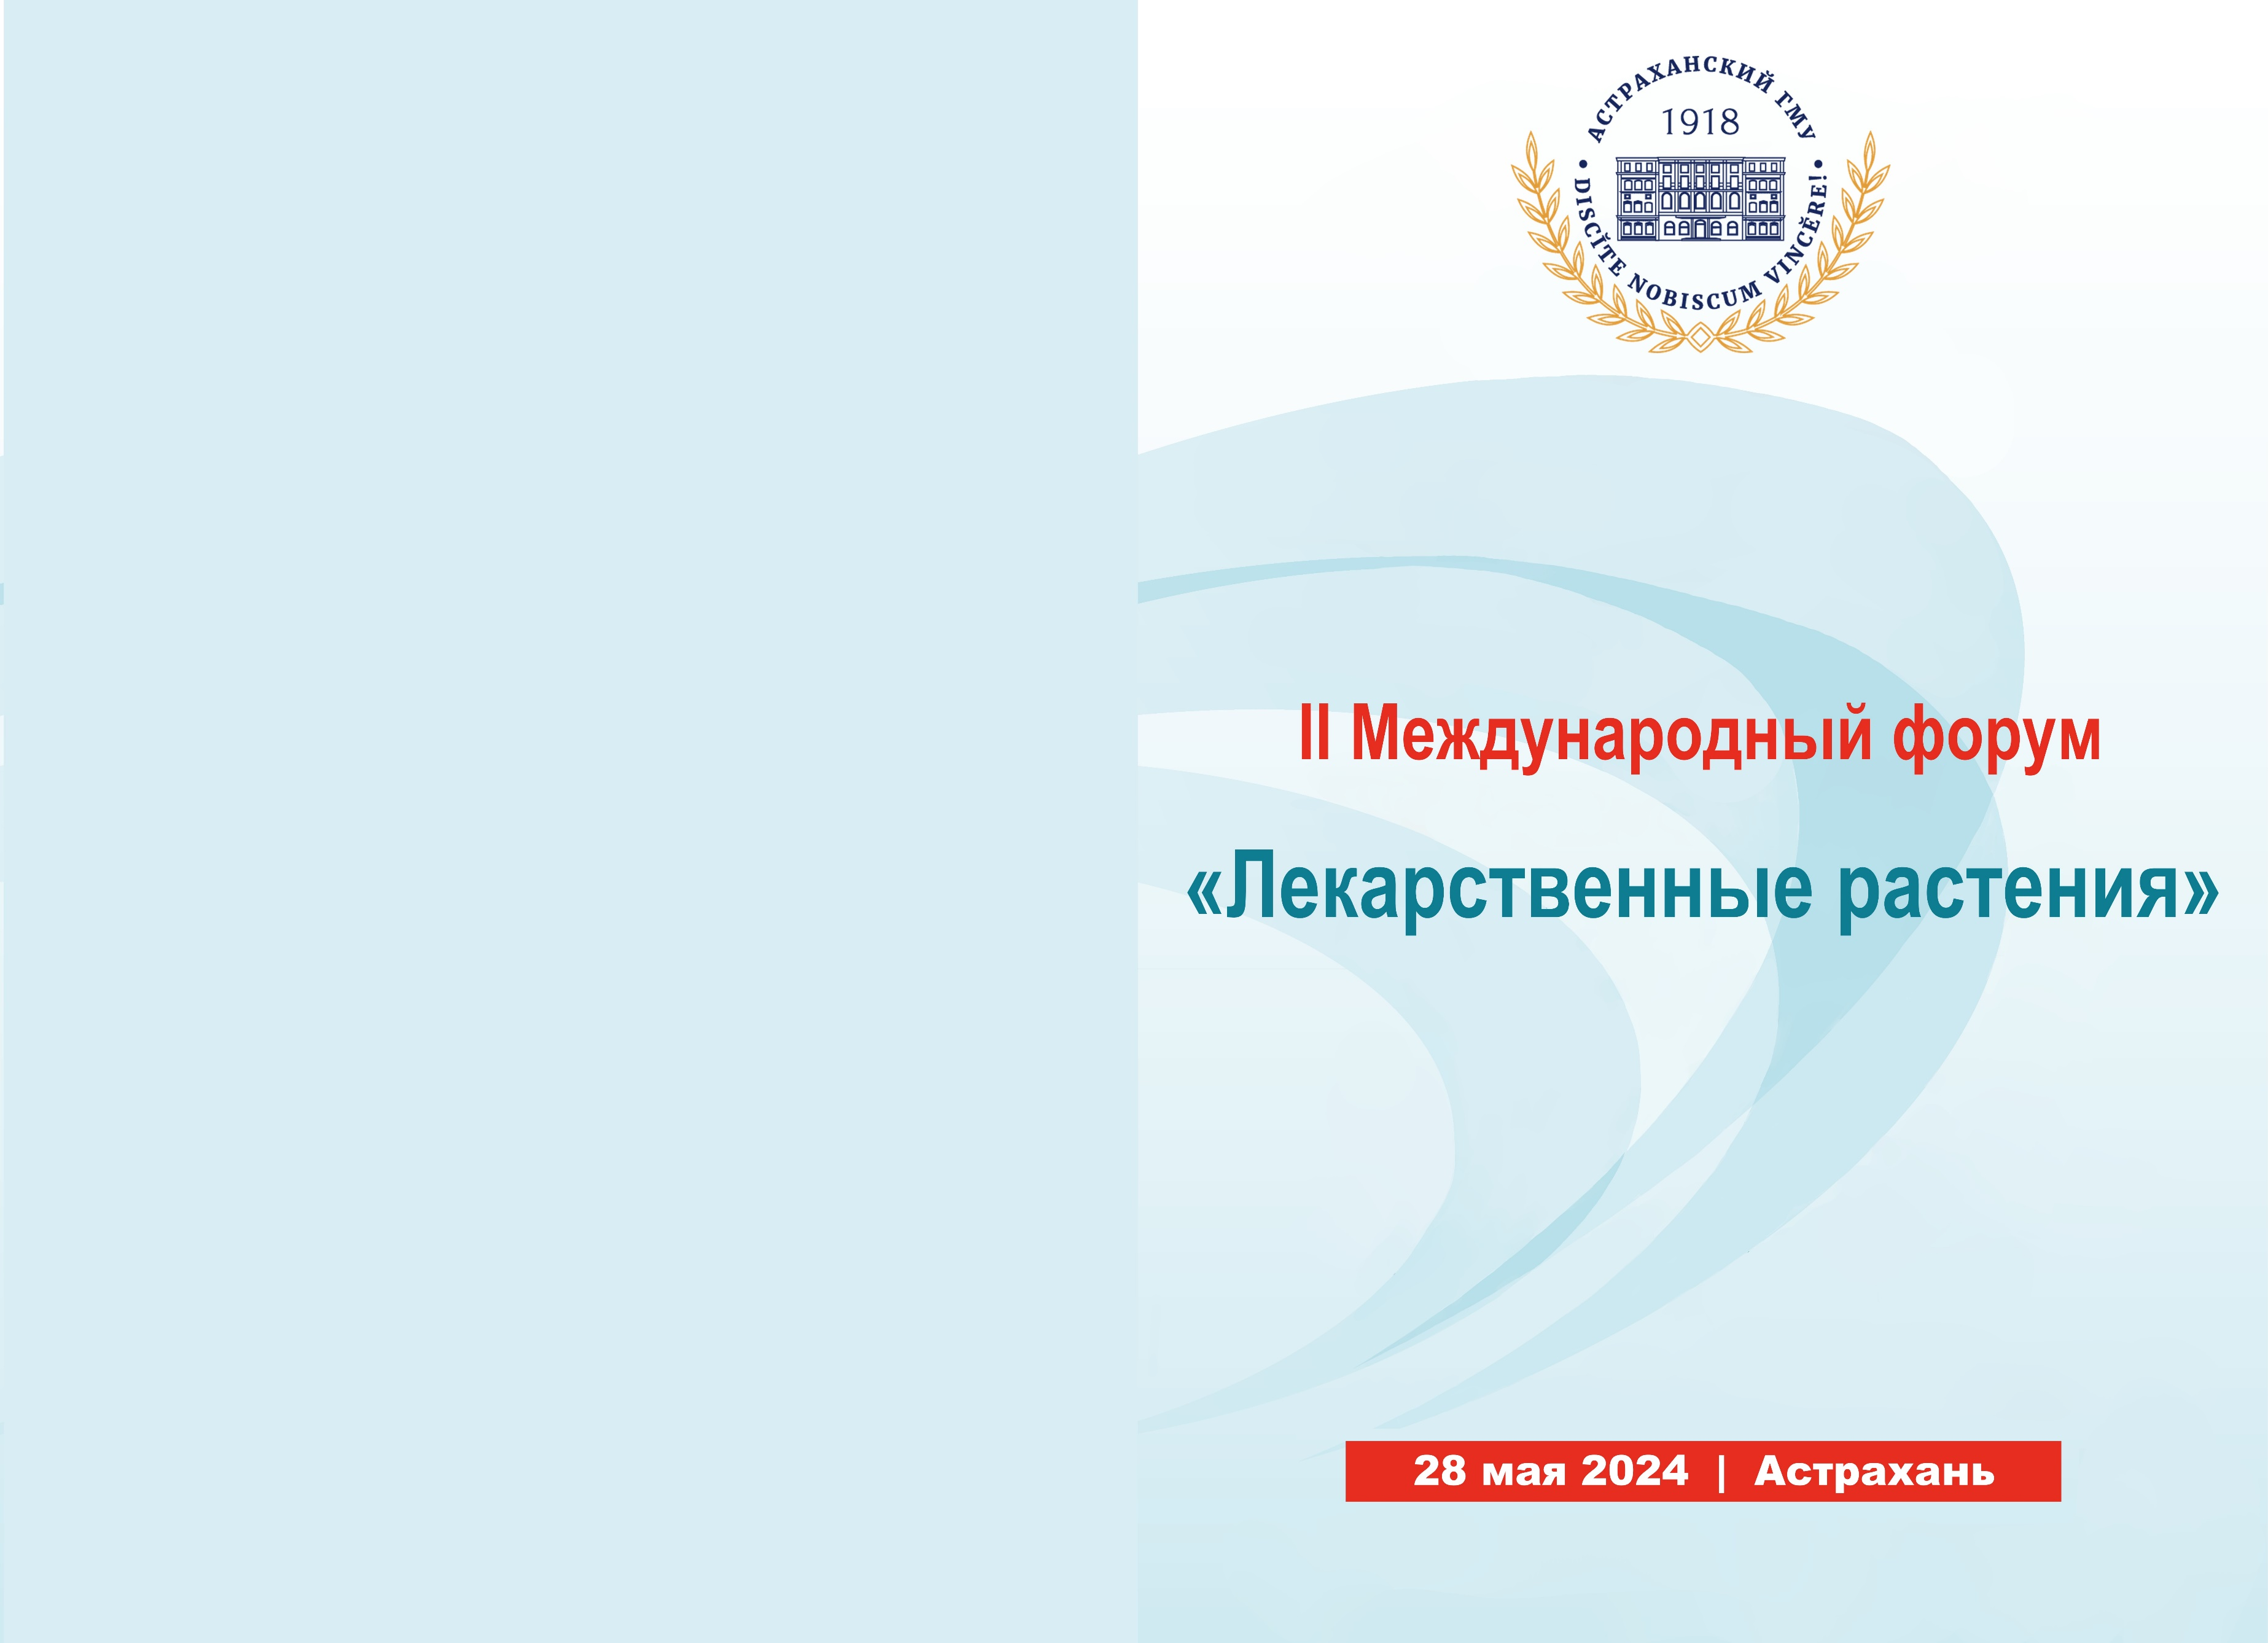 АСТРАХАНСКИЙ ГМУ
1918
• DISCĬTE NOBISCUM VINCĔRE! •
II Международный форум
«Лекарственные растения»
28 мая 2024 | Астрахань